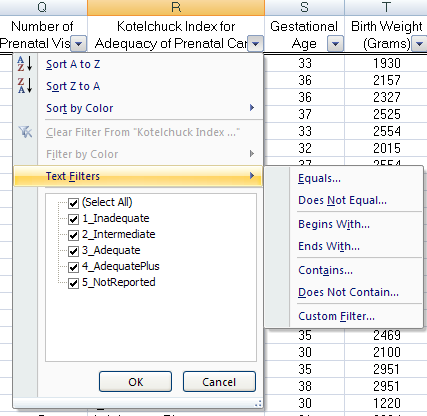 Q R S T
Number of Prenatal Vis
Kotelchuck Index for Adequacy of Prenatal Car
Gestational Age
Birth Weight (Grams)
Sort A to Z
Sort Z to A
Sort by Color
Clear Filter From "Kotelchuck Index ..."
Filter by Color
Text Filters
(Select All)
1_Inadequate
2_Intermediate
3_Adequate
4_AdequatePlus
5_NotReported
OK Cancel
Equals...
Does Not Equal...
Begins With...
Ends With...
Contains...
Does Not Contain...
Custom Filter...
33 1930
36 2157
36 2327
37 2525
33 2554
32 2015
37 2554
35 2469
30 2100
35 2951
38 2951
30 1220